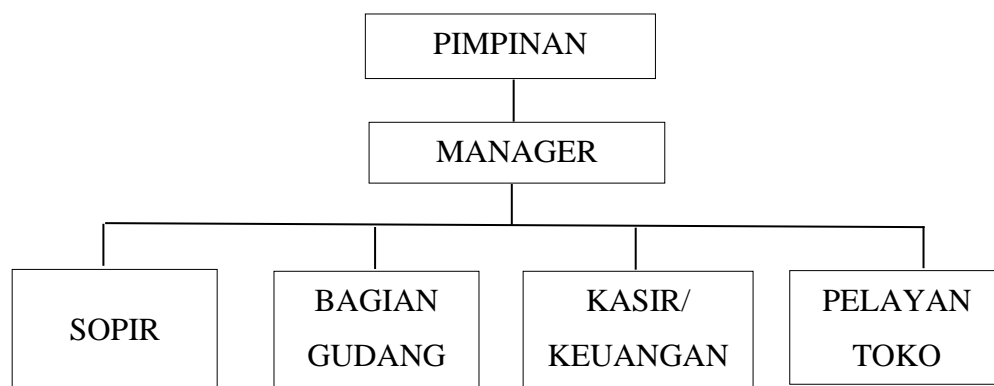 PIMPINAN
MANAGER
SOPIR
BAGIAN
GUDANG
KASIR/
KEUANGAN
PELAYAN
TOKO